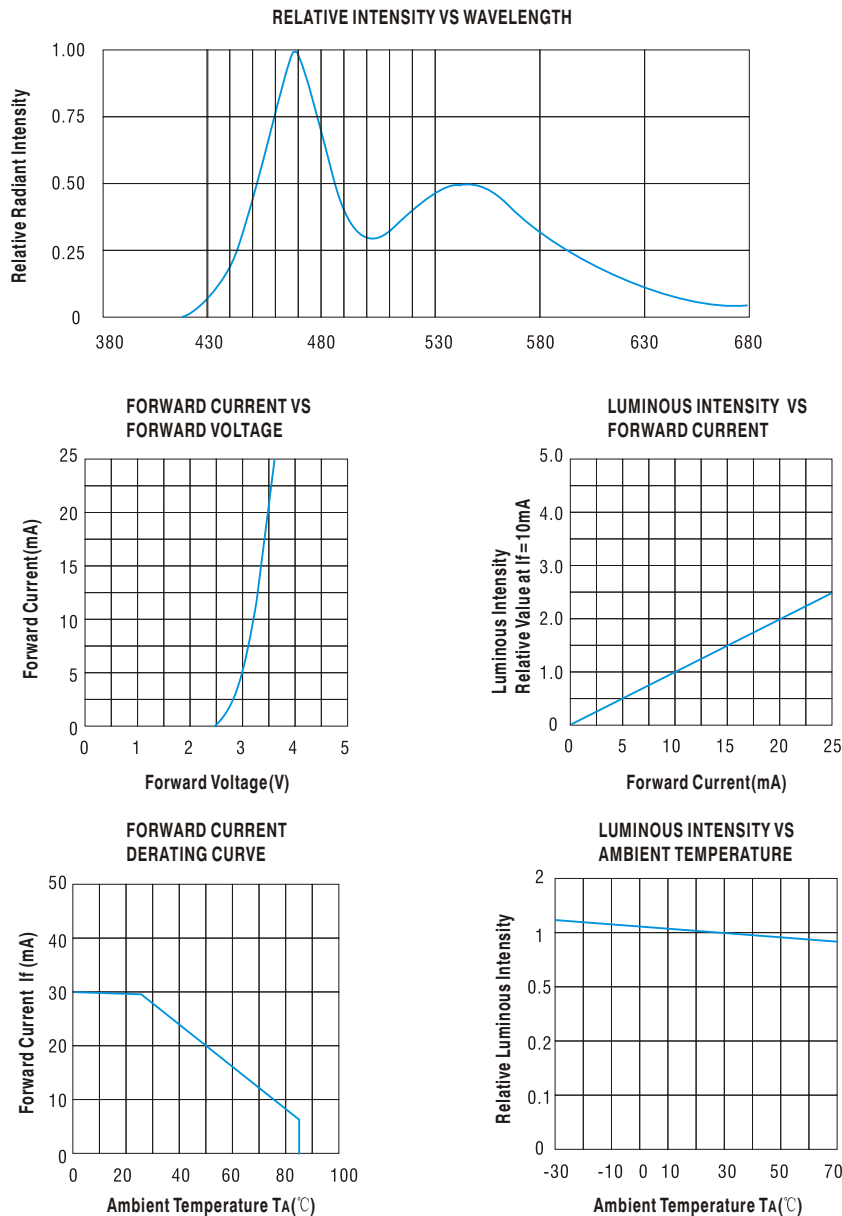 RELATIVE INTENSITY VS WAVELENGTH
Relative Radiant Intensity
1.00
0.75
0.50
0.25
0
380 430 480 530 580 630 680
FORWARD CURRENT VS
FORWARD VOLTAGE
Forward Current(mA)
25
20
15
10
5
0
0 1 2 3 4 5
Forward Voltage(V)
LUMINOUS INTENSITY VS
FORWARD CURRENT
Luminous Intensity
Relative Value at If=10mA
5.0
4.0
3.0
2.0
1.0
0
0 5 10 15 20 25
Forward Current(mA)
FORWARD CURRENT
DERATING CURVE
Forward Current If (mA)
50
40
30
20
10
0
0 20 40 60 80 100
Ambient Temperature TA(℃)
LUMINOUS INTENSITY VS
AMBIENT TEMPERATURE
Relative Luminous Intensity
2
1
0.5
0.2
0.1
0
-30 -10 0 10 30 50 70
Ambient Temperature TA(℃)